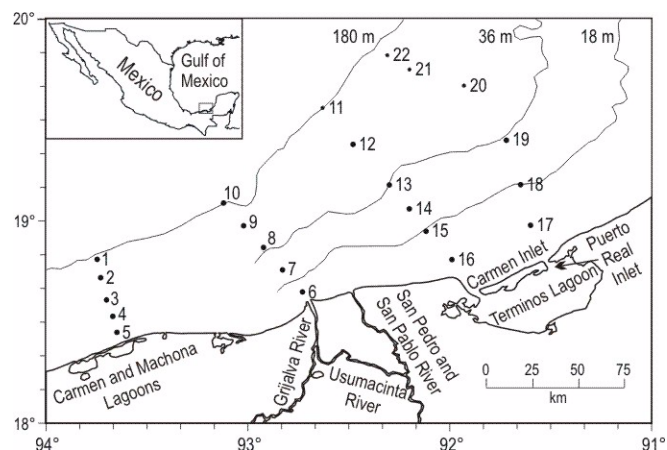 20°
180 m
36 m
18 m
Gulf of
Mexico
Mexico
22
21
20
11
12
19
13
18
10
14
9
15
17
19°
8
1
7
16
2
6
3
4
5
Carmen Inlet
Puerto
Real
Inlet
Terminos Lagoon
Carmen and Machona
Lagoons
Grijalva River
Usumacinta
River
San Pedro and
San Pablo River
0 25 50 75
km
18°
94° 93° 92° 91°